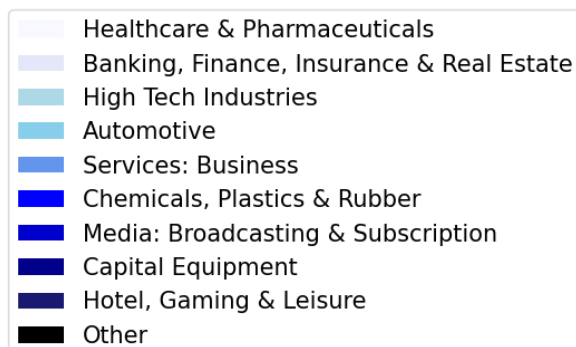 Healthcare & Pharmaceuticals
Banking, Finance, Insurance & Real Estate
High Tech Industries
Automotive
Services: Business
Chemicals, Plastics & Rubber
Media: Broadcasting & Subscription
Capital Equipment
Hotel, Gaming & Leisure
Other